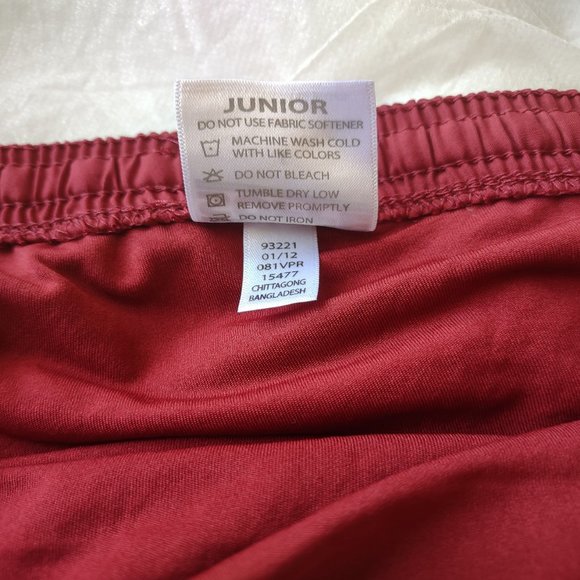 JUNIOR
DO NOT USE FABRIC SOFTENER
MACHINE WASH COLD
WITH LIKE COLORS
DO NOT BLEACH
TUMBLE DRY LOW
REMOVE PROMPTLY
DO NOT IRON
93221
01/12
081VPR
15477
CHITTAGONG
BANGLADESH